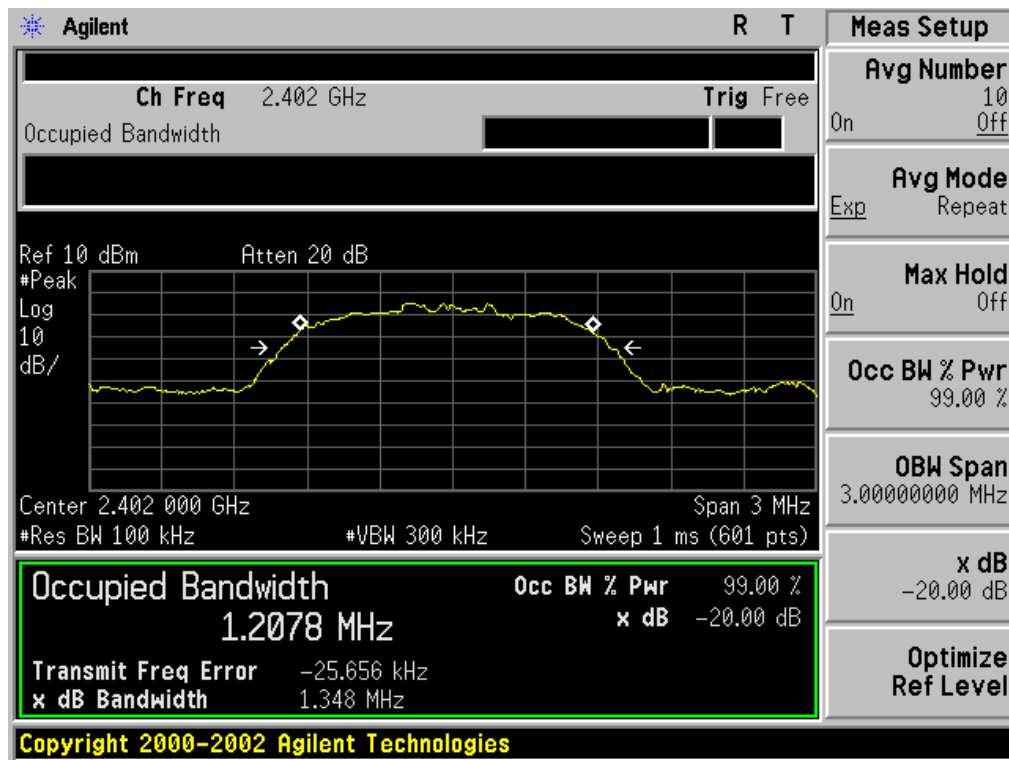 Agilent R T Meas Setup
Ch Freq 2.402 GHz Trig Free
Occupied Bandwidth
Ref 10 dBm Atten 20 dB
#Peak
Log
10
dB/
Center 2.402 000 GHz Span 3 MHz
#Res BW 100 kHz #VBW 300 kHz Sweep 1 ms (601 pts)
Occupied Bandwidth Occ BW % Pwr 99.00 %
1.2078 MHz x dB -20.00 dB
Transmit Freq Error -25.656 kHz
x dB Bandwidth 1.348 MHz
Copyright 2000-2002 Agilent Technologies
Avg Number
10
On Off
Avg Mode
Exp Repeat
Max Hold
On Off
Occ BW % Pwr
99.00 %
OBW Span
3.00000000 MHz
x dB
-20.00 dB
Optimize
Ref Level